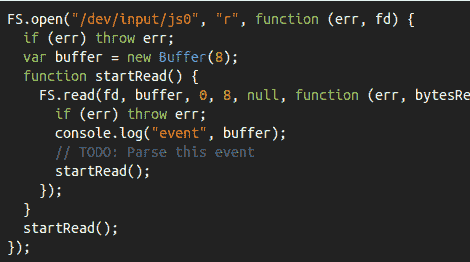 FS.open("/dev/input/js0", "r", function (err, fd) {
  if (err) throw err;
  var buffer = new Buffer(8);
  function startRead() {
    FS.read(fd, buffer, 0, 8, null, function (err, bytesRe
      if (err) throw err;
      console.log("event", buffer);
      // TODO: Parse this event
      startRead();
    });
  }
  startRead();
});